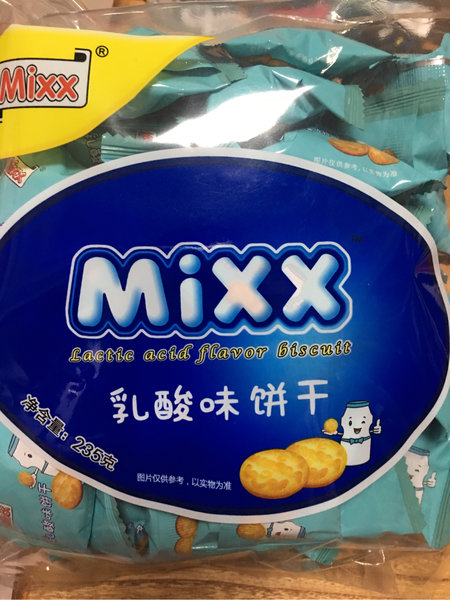 Mixx
®
图片仅供参考，以实物为准
MiXX
Lactic acid flavor biscuit
乳酸味饼干
净含量：235克
图片仅供参考，以实物为准